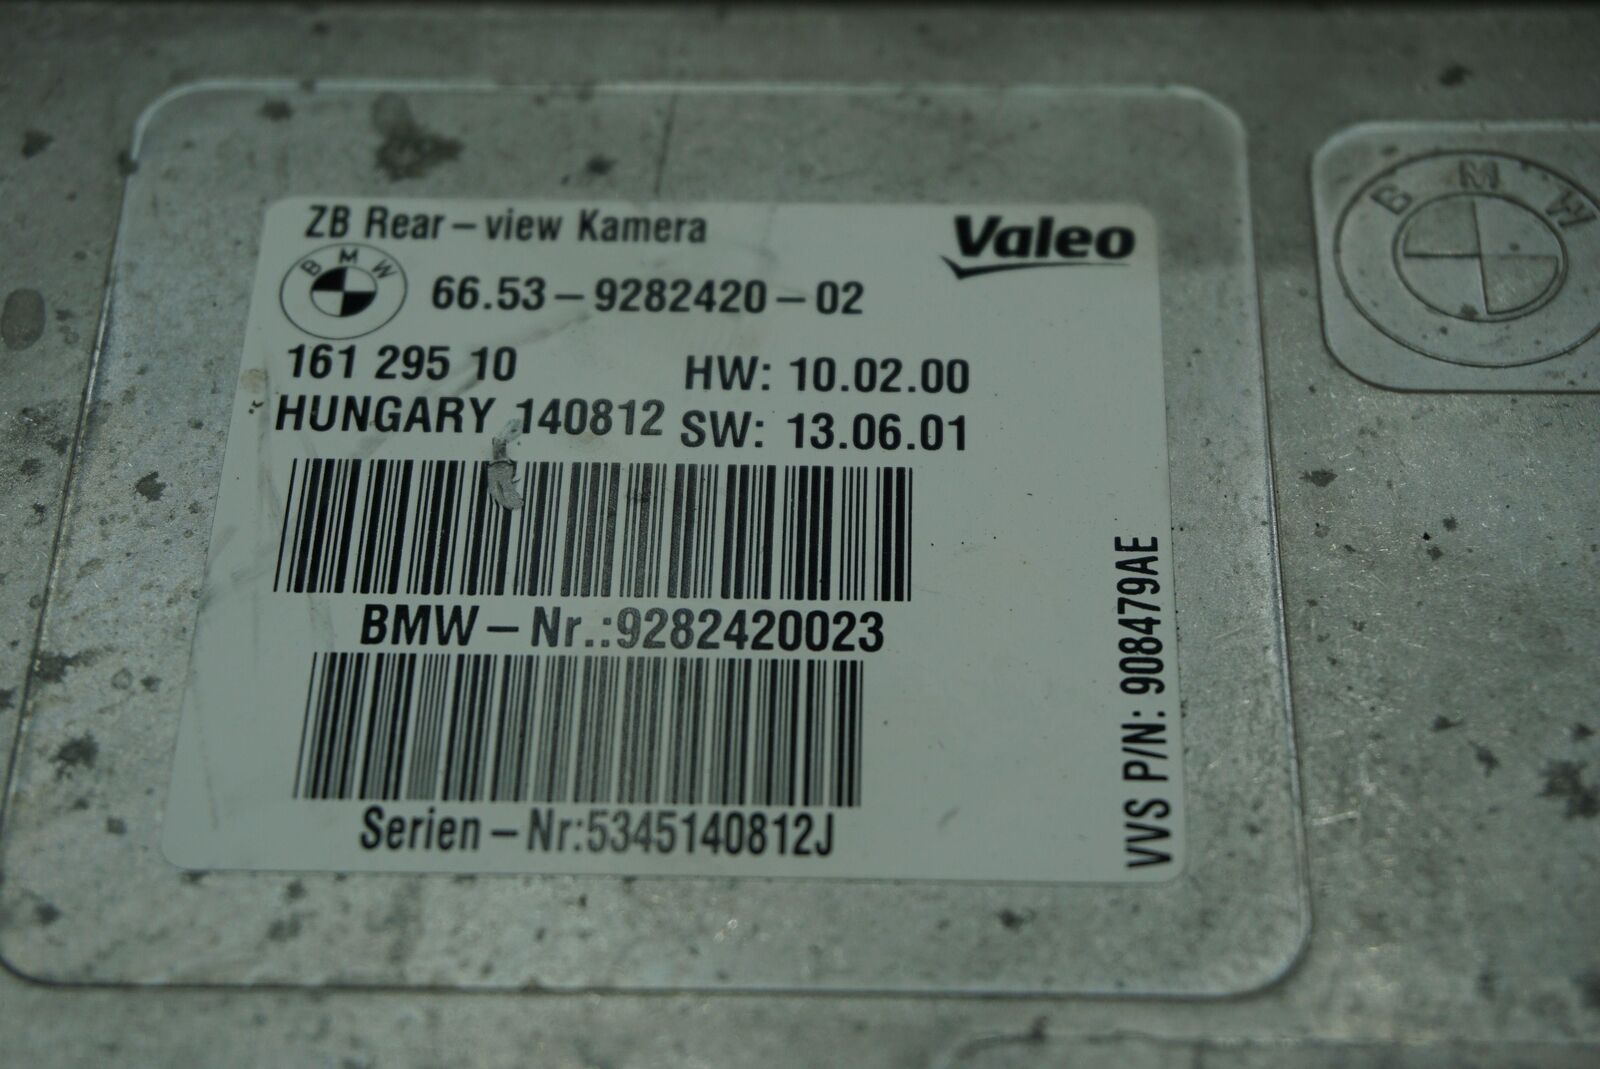 ZB Rear-view Kamera
Valeo
BMW
66.53-9282420-02
161 295 10
HW: 10.02.00
HUNGARY 140812
SW: 13.06.01
BMW-Nr.:9282420023
Serien-Nr:5345140812J
VVS P/N: 908479AE
BMW